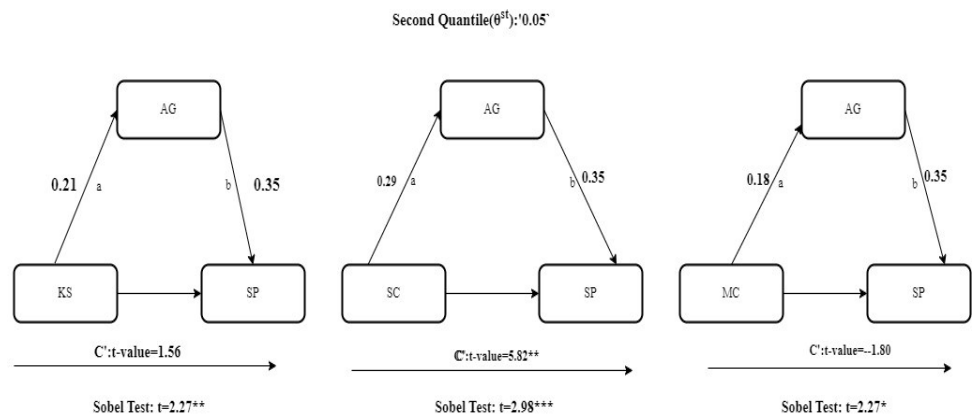 Second Quantile(θˢᵗ):'0.05`
AG
0.21
a
b
0.35
KS
SP
C':t-value=1.56
Sobel Test: t=2.27**
AG
0.29
a
b
0.35
SC
SP
C':t-value=5.82**
Sobel Test: t=2.98***
AG
0.18
a
b
0.35
MC
SP
C':t-value=--1.80
Sobel Test: t=2.27*